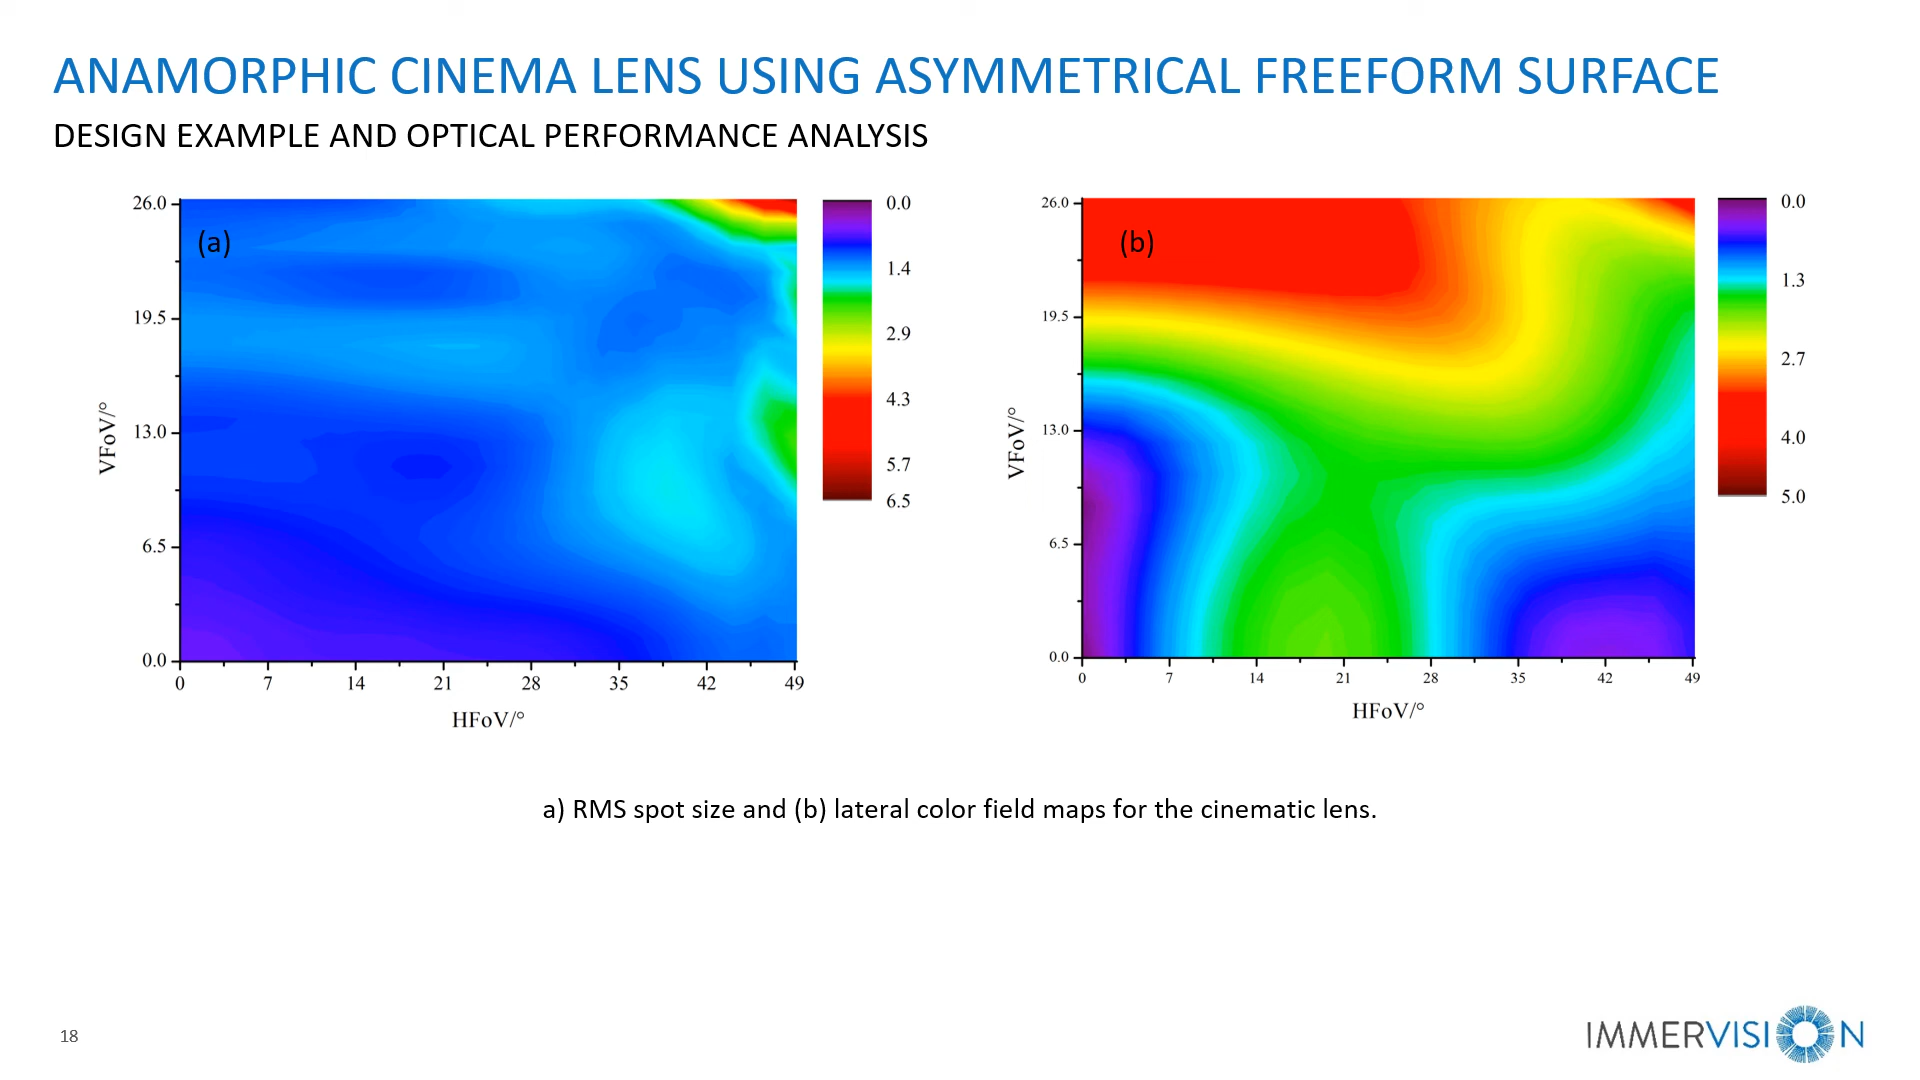 ANAMORPHIC CINEMA LENS USING ASYMMETRICAL FREEFORM SURFACE
DESIGN EXAMPLE AND OPTICAL PERFORMANCE ANALYSIS
(a)
26.0
19.5
13.0
6.5
0.0
VFoV/°
0 7 14 21 28 35 42 49
HFoV/°
0.0
1.4
2.9
4.3
5.7
6.5
(b)
26.0
19.5
13.0
6.5
0.0
VFoV/°
0 7 14 21 28 35 42 49
HFoV/°
0.0
1.3
2.7
4.0
5.0
a) RMS spot size and (b) lateral color field maps for the cinematic lens.
18
IMMERVISION